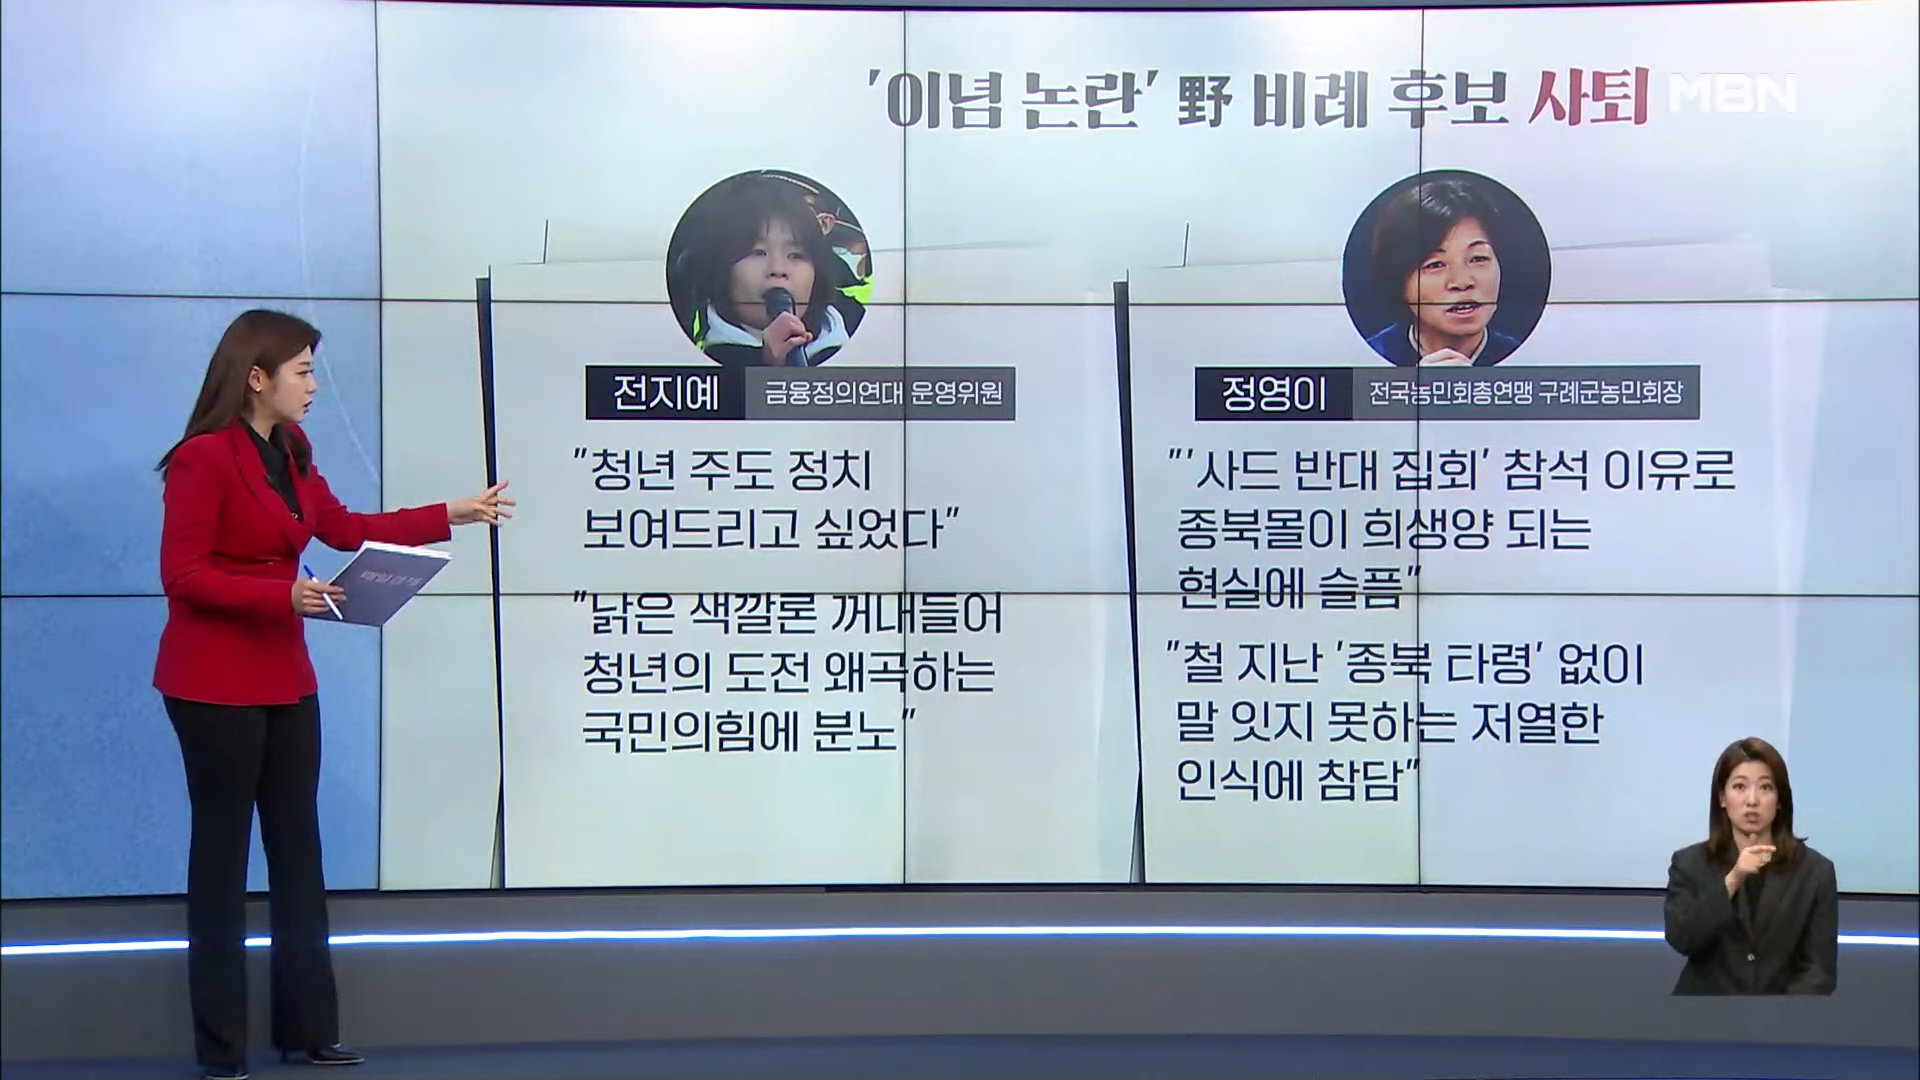 '이념 논란' 野 비례 후보 사퇴 MBN
전지예 금융정의연대 운영위원
"청년 주도 정치
보여드리고 싶었다"
"낡은 색깔론 꺼내들어
청년의 도전 왜곡하는
국민의힘에 분노"
정영이 전국농민회총연맹 구례군농민회장
"'사드 반대 집회' 참석 이유로
종북몰이 희생양 되는
현실에 슬픔"
"철 지난 '종북 타령' 없이
말 잇지 못하는 저열한
인식에 참담"